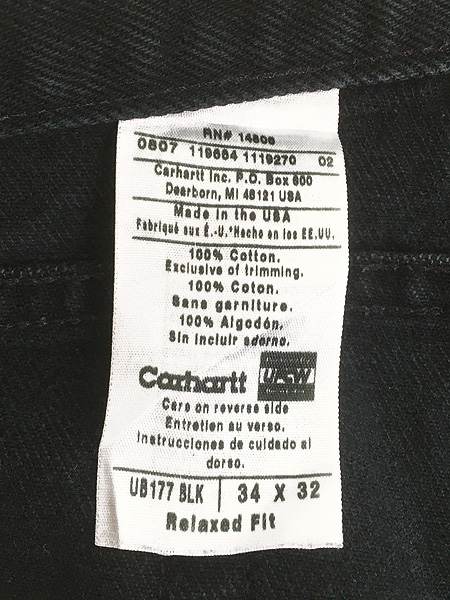 RN# 14806
0807 119664 1119270 02
Carhartt Inc. P.O. Box 600
Dearborn, MI 48121 USA
Made in the USA
Fabriqué aux É.-U.*Hecho en los EE.UU.
100% Cotton.
Exclusive of trimming.
100% Coton.
Sans garniture.
100% Algodón.
Sin incluir adorno.
Carhartt
Care on reverse side
Entretien au verso.
Instrucciones de cuidado al
dorso.
UB177 BLK | 34 X 32
Relaxed Fit